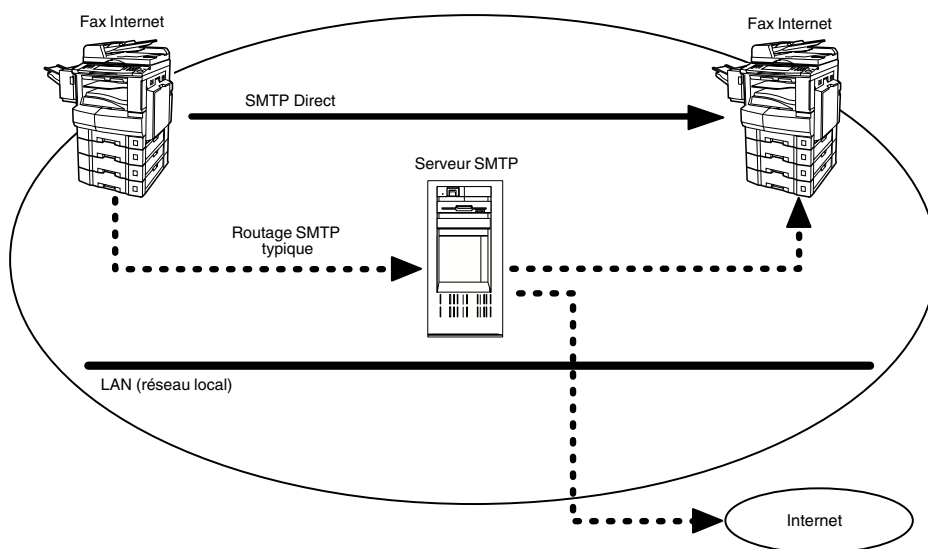 Fax Internet
Fax Internet
SMTP Direct
Serveur SMTP
Routage SMTP
typique
LAN (réseau local)
Internet